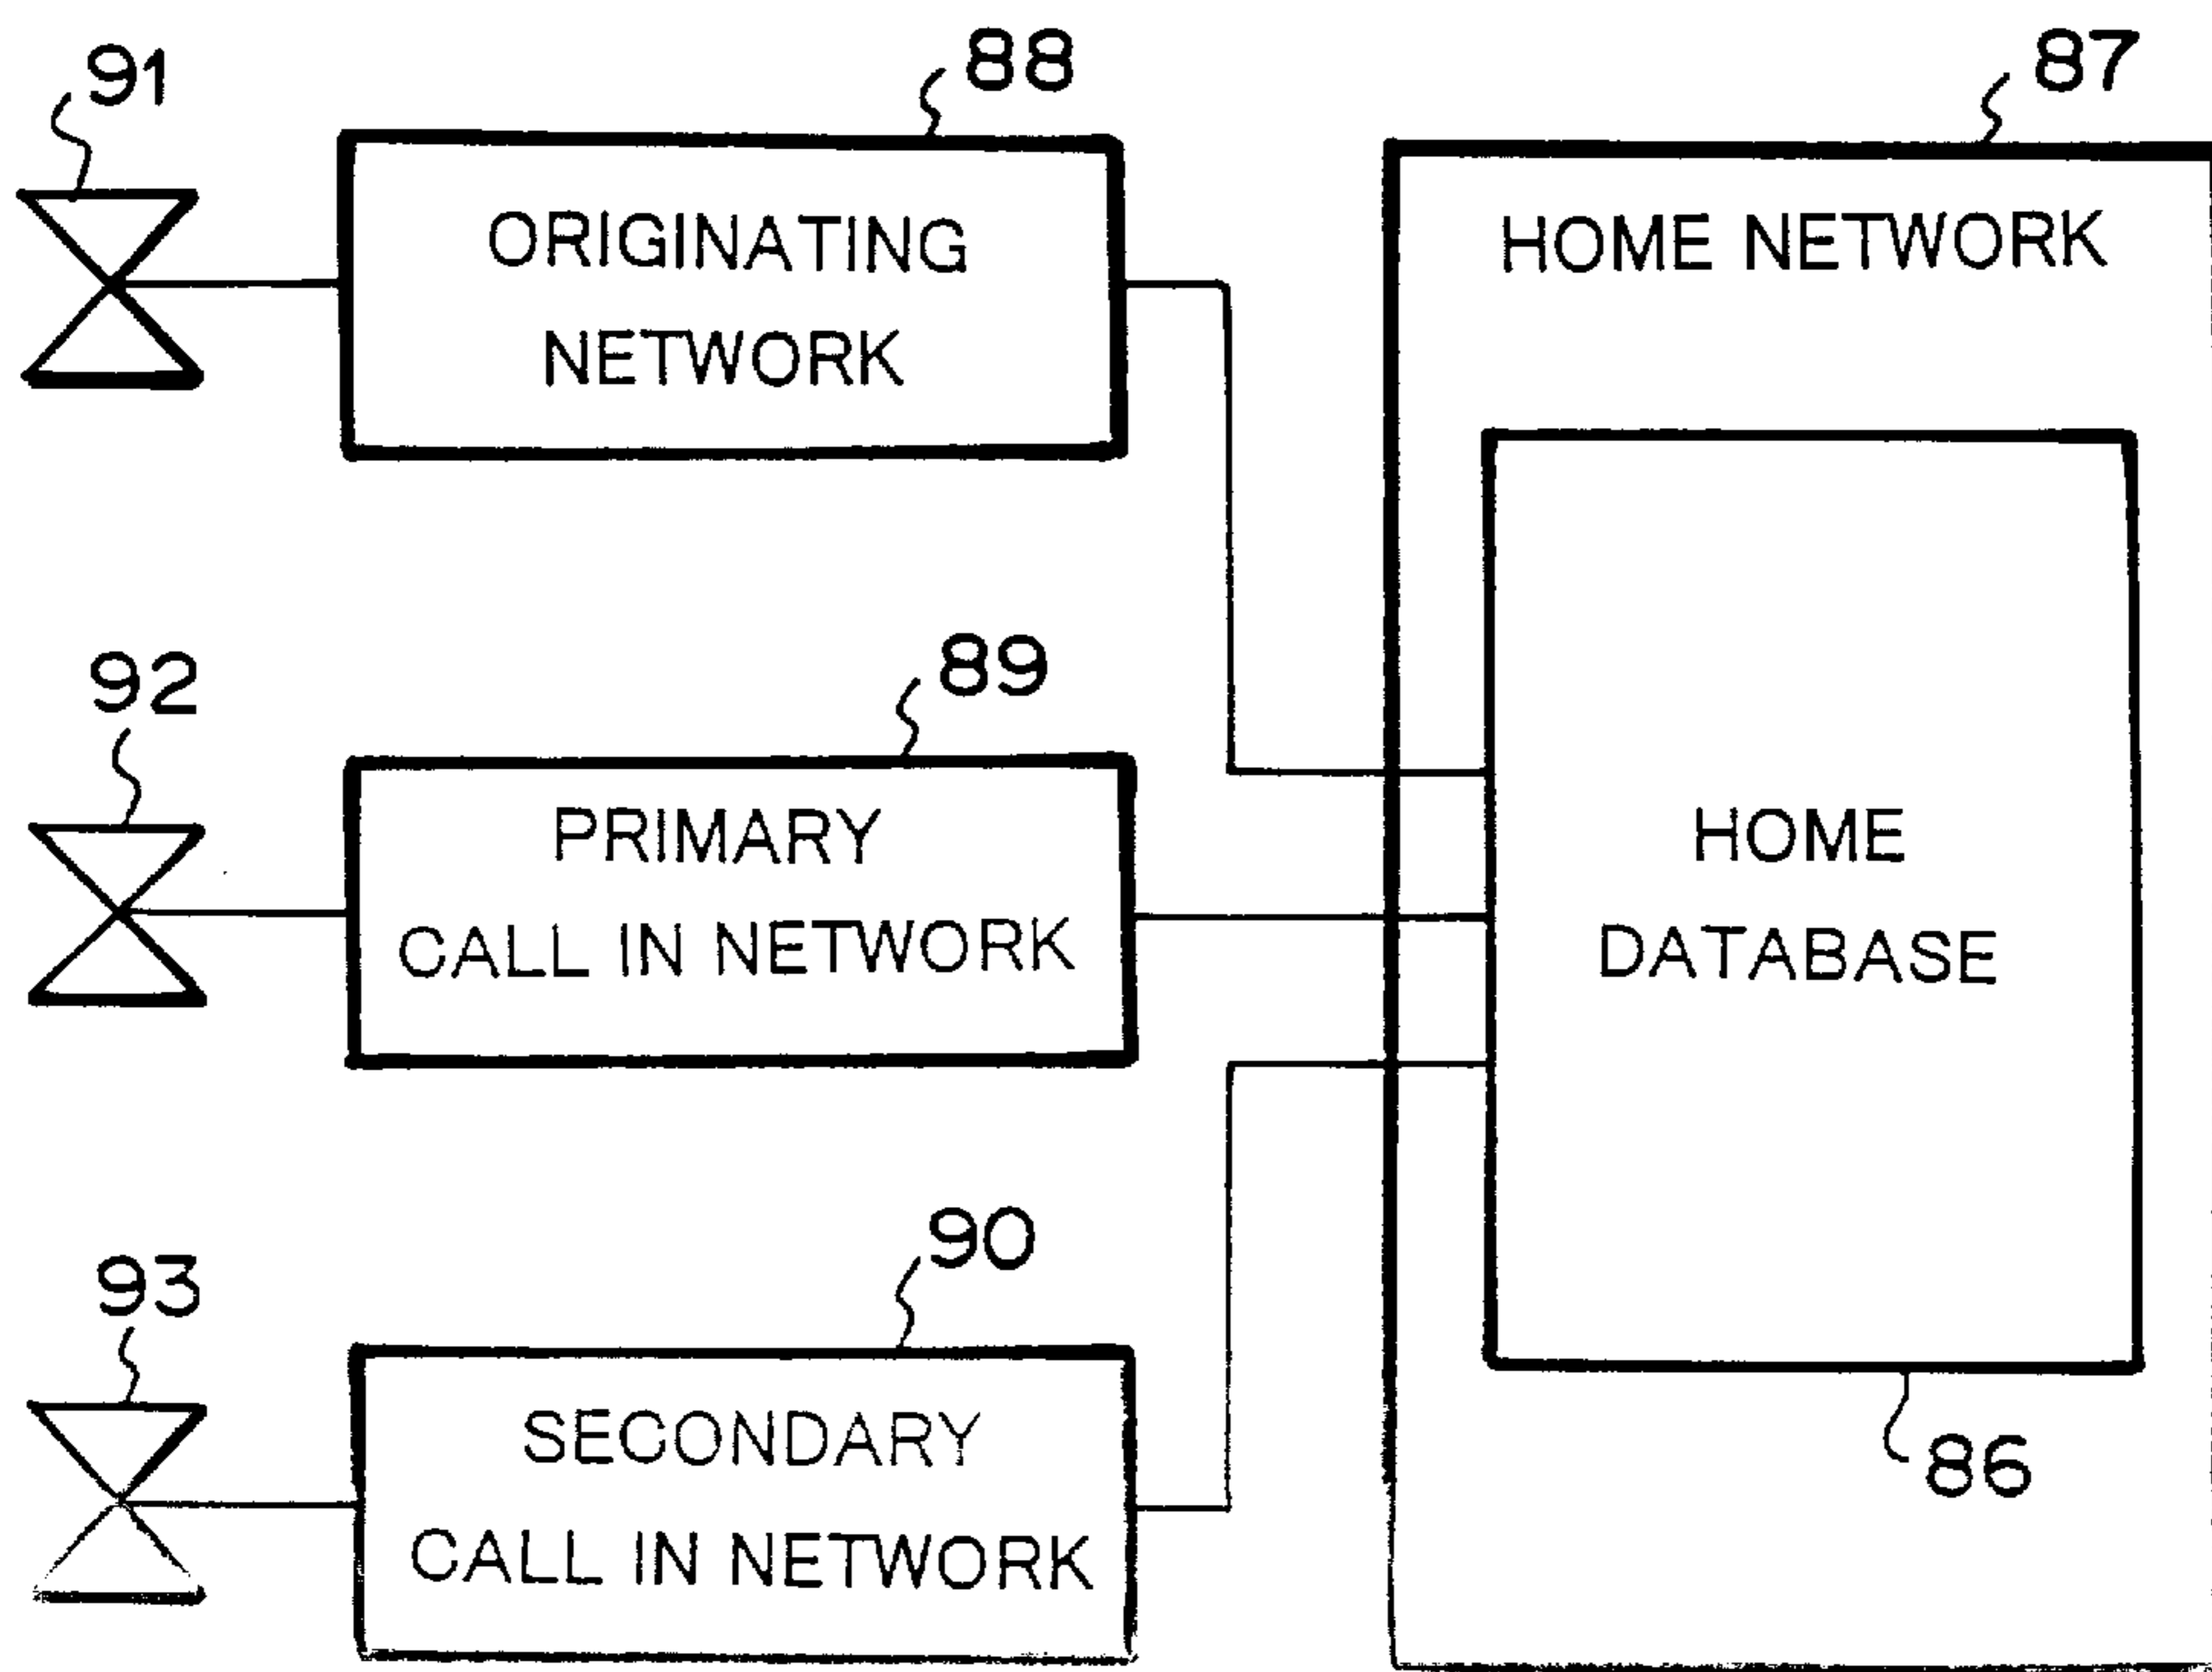 91
88
ORIGINATING
NETWORK
87
HOME NETWORK
92
89
PRIMARY
CALL IN NETWORK
HOME
DATABASE
93
90
SECONDARY
CALL IN NETWORK
86